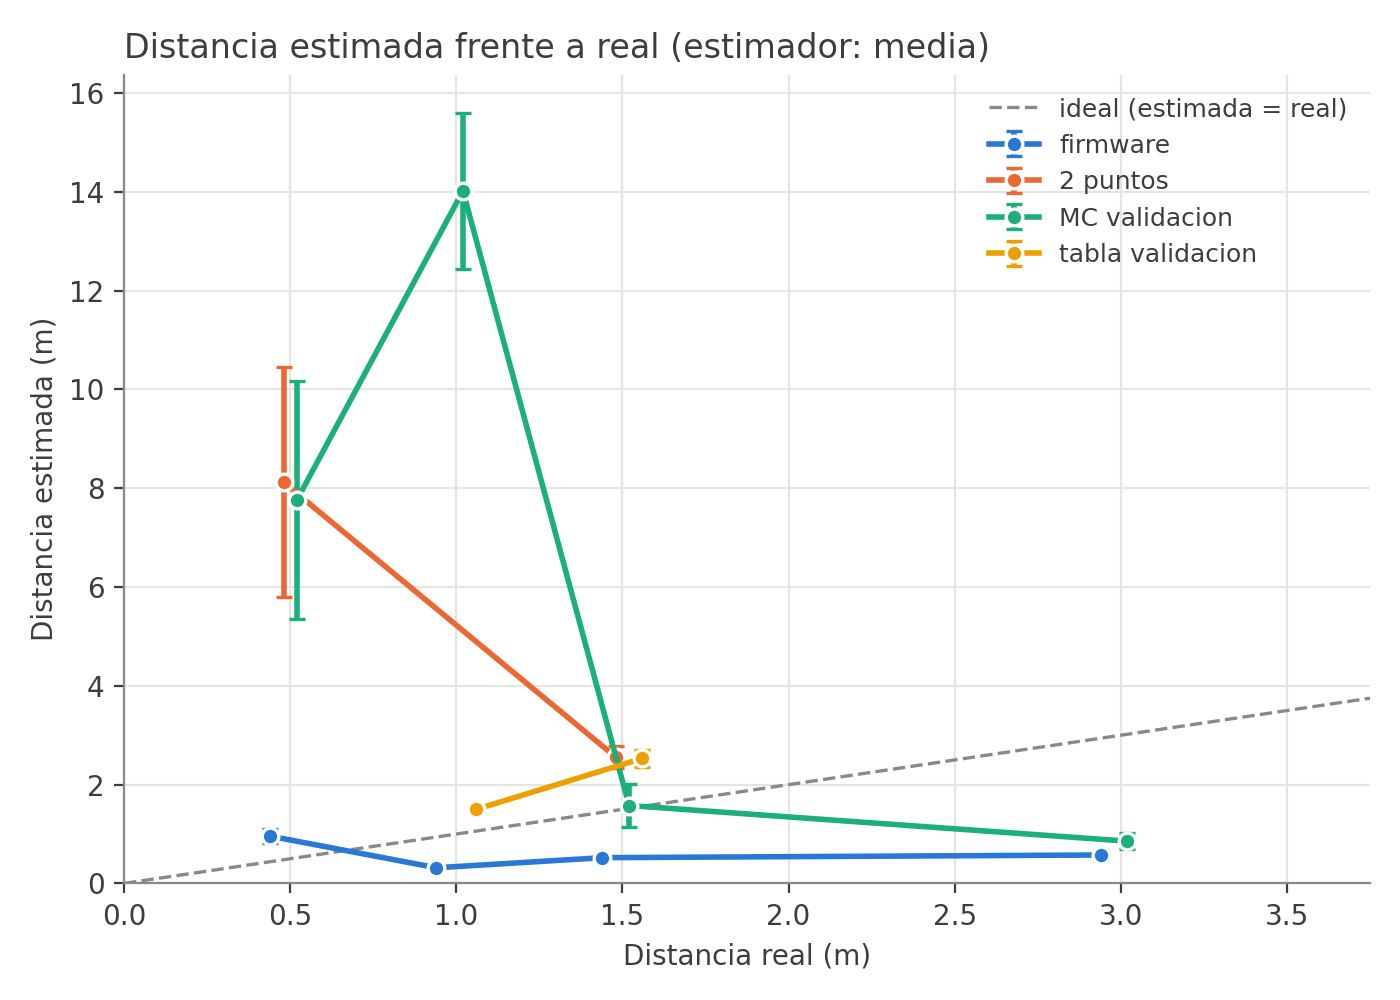 Distancia estimada frente a real (estimador: media)
16
14
12
10
8
6
4
2
0
Distancia estimada (m)
ideal (estimada = real)
firmware
2 puntos
MC validacion
tabla validacion
0.0 0.5 1.0 1.5 2.0 2.5 3.0 3.5
Distancia real (m)